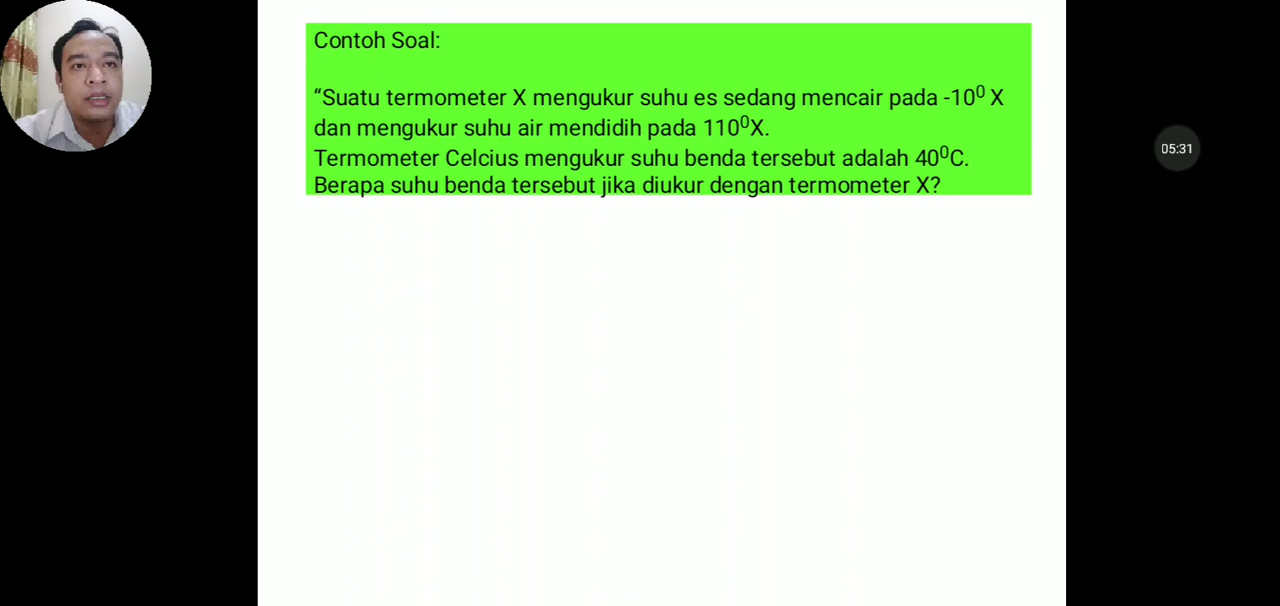 Contoh Soal:
“Suatu termometer X mengukur suhu es sedang mencair pada -10⁰ X
dan mengukur suhu air mendidih pada 110⁰X.
Termometer Celcius mengukur suhu benda tersebut adalah 40⁰C.
Berapa suhu benda tersebut jika diukur dengan termometer X?
05:31